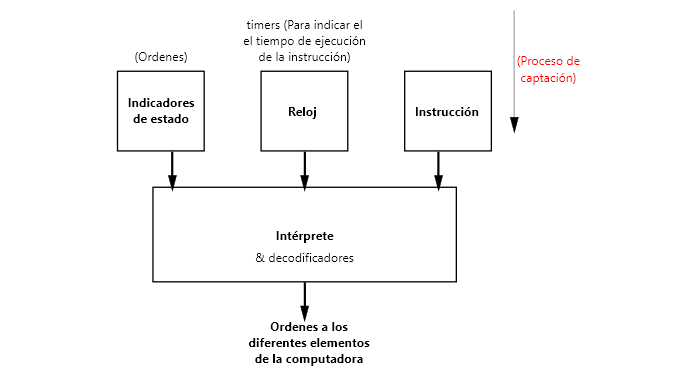 timers (Para indicar el
el tiempo de ejecución
de la instrucción)
(Ordenes)
(Proceso de
captación)
Indicadores
de estado
Reloj
Instrucción
Intérprete
& decodificadores
Ordenes a los
diferentes elementos
de la computadora